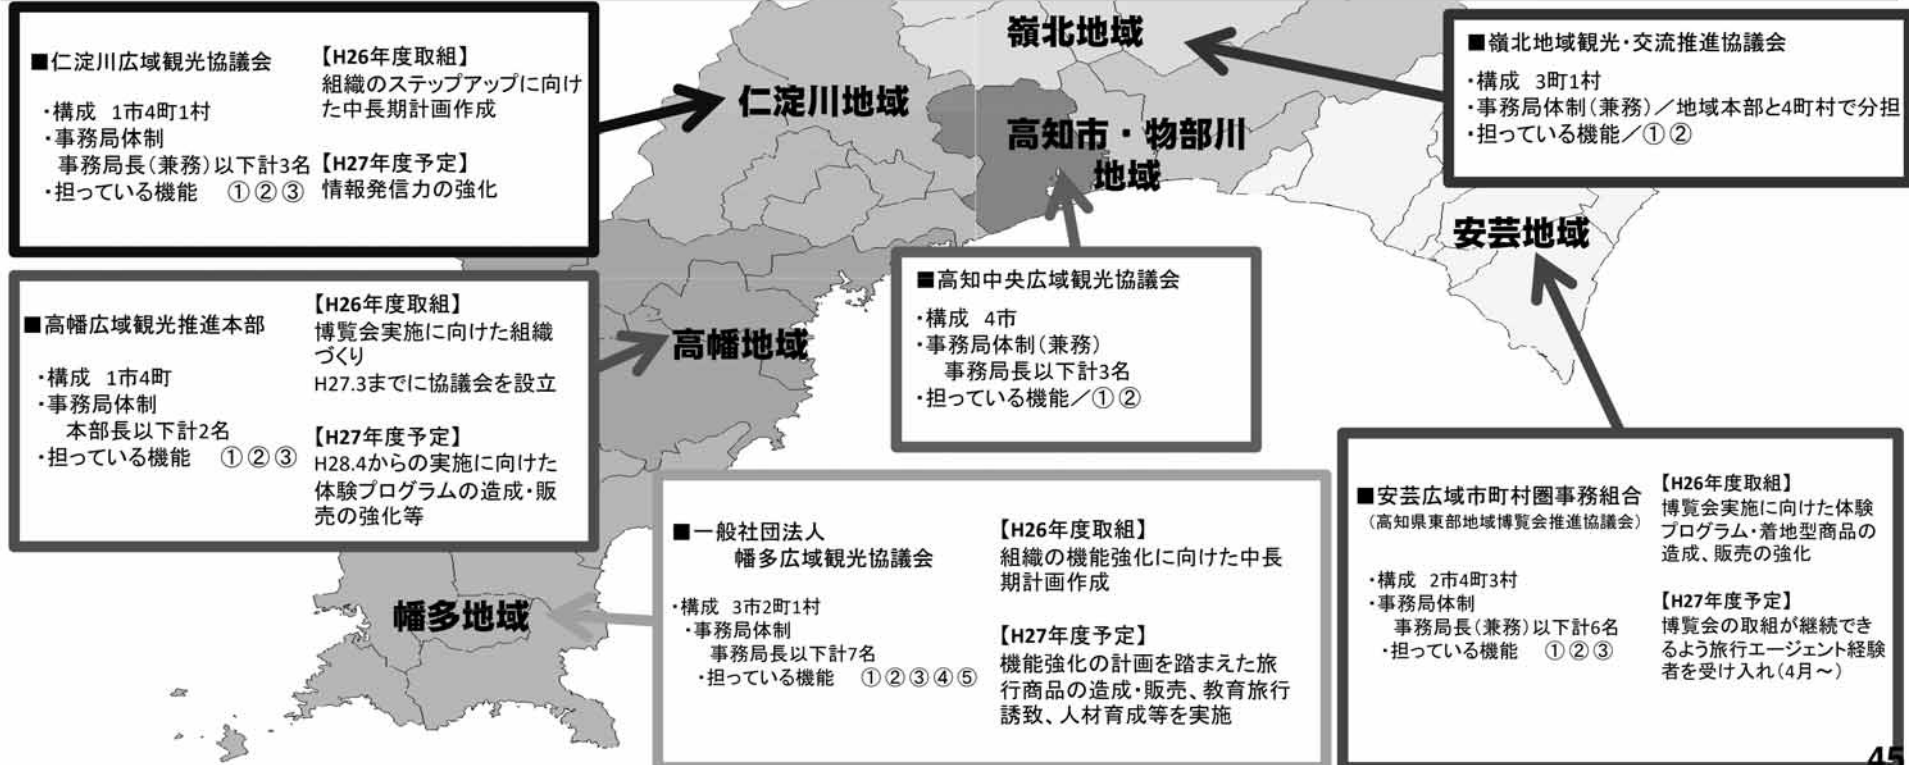 ■仁淀川広域観光協議会
・構成 1市4町1村
・事務局体制
事務局長(兼務)以下計3名
・担っている機能 ①②③
【H26年度取組】
組織のステップアップに向け
た中長期計画作成
【H27年度予定】
情報発信力の強化
仁淀川地域
嶺北地域
高知市・物部川
地域
■嶺北地域観光・交流推進協議会
・構成 3町1村
・事務局体制(兼務)/地域本部と4町村で分担
・担っている機能/①②
安芸地域
■高幡広域観光推進本部
・構成 1市4町
・事務局体制
本部長以下計2名
・担っている機能 ①②③
【H26年度取組】
博覧会実施に向けた組織
づくり
H27.3までに協議会を設立
【H27年度予定】
H28.4からの実施に向けた
体験プログラムの造成・販
売の強化等
高幡地域
■高知中央広域観光協議会
・構成 4市
・事務局体制(兼務)
事務局長以下計3名
・担っている機能/①②
幡多地域
■一般社団法人
幡多広域観光協議会
・構成 3市2町1村
・事務局体制
事務局長以下計7名
・担っている機能 ①②③④⑤
【H26年度取組】
組織の機能強化に向けた中長
期計画作成
【H27年度予定】
機能強化の計画を踏まえた旅
行商品の造成・販売、教育旅行
誘致、人材育成等を実施
■安芸広域市町村圏事務組合
(高知県東部地域博覧会推進協議会)
・構成 2市4町3村
・事務局体制
事務局長(兼務)以下計6名
・担っている機能 ①②③
【H26年度取組】
博覧会実施に向けた体験
プログラム・着地型商品の
造成、販売の強化
【H27年度予定】
博覧会の取組が継続でき
るよう旅行エージェント経験
者を受け入れ(4月~)
45